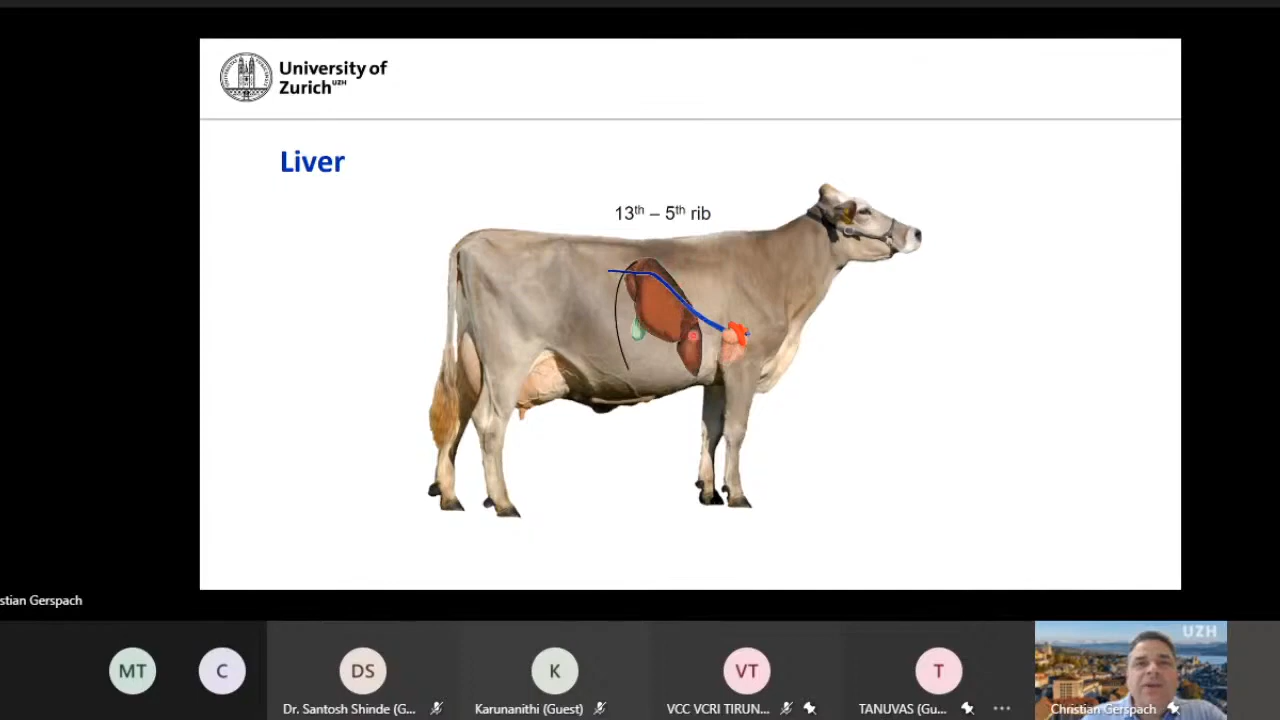 University of
Zurich UZH
Liver
13th – 5th rib
stian Gerspach
MT
C
DS
K
VT
T
UZH
Dr. Santosh Shinde (G...
Karunanithi (Guest)
VCC VCRI TIRUN...
TANUVAS (Gu...
Christian Gerspach